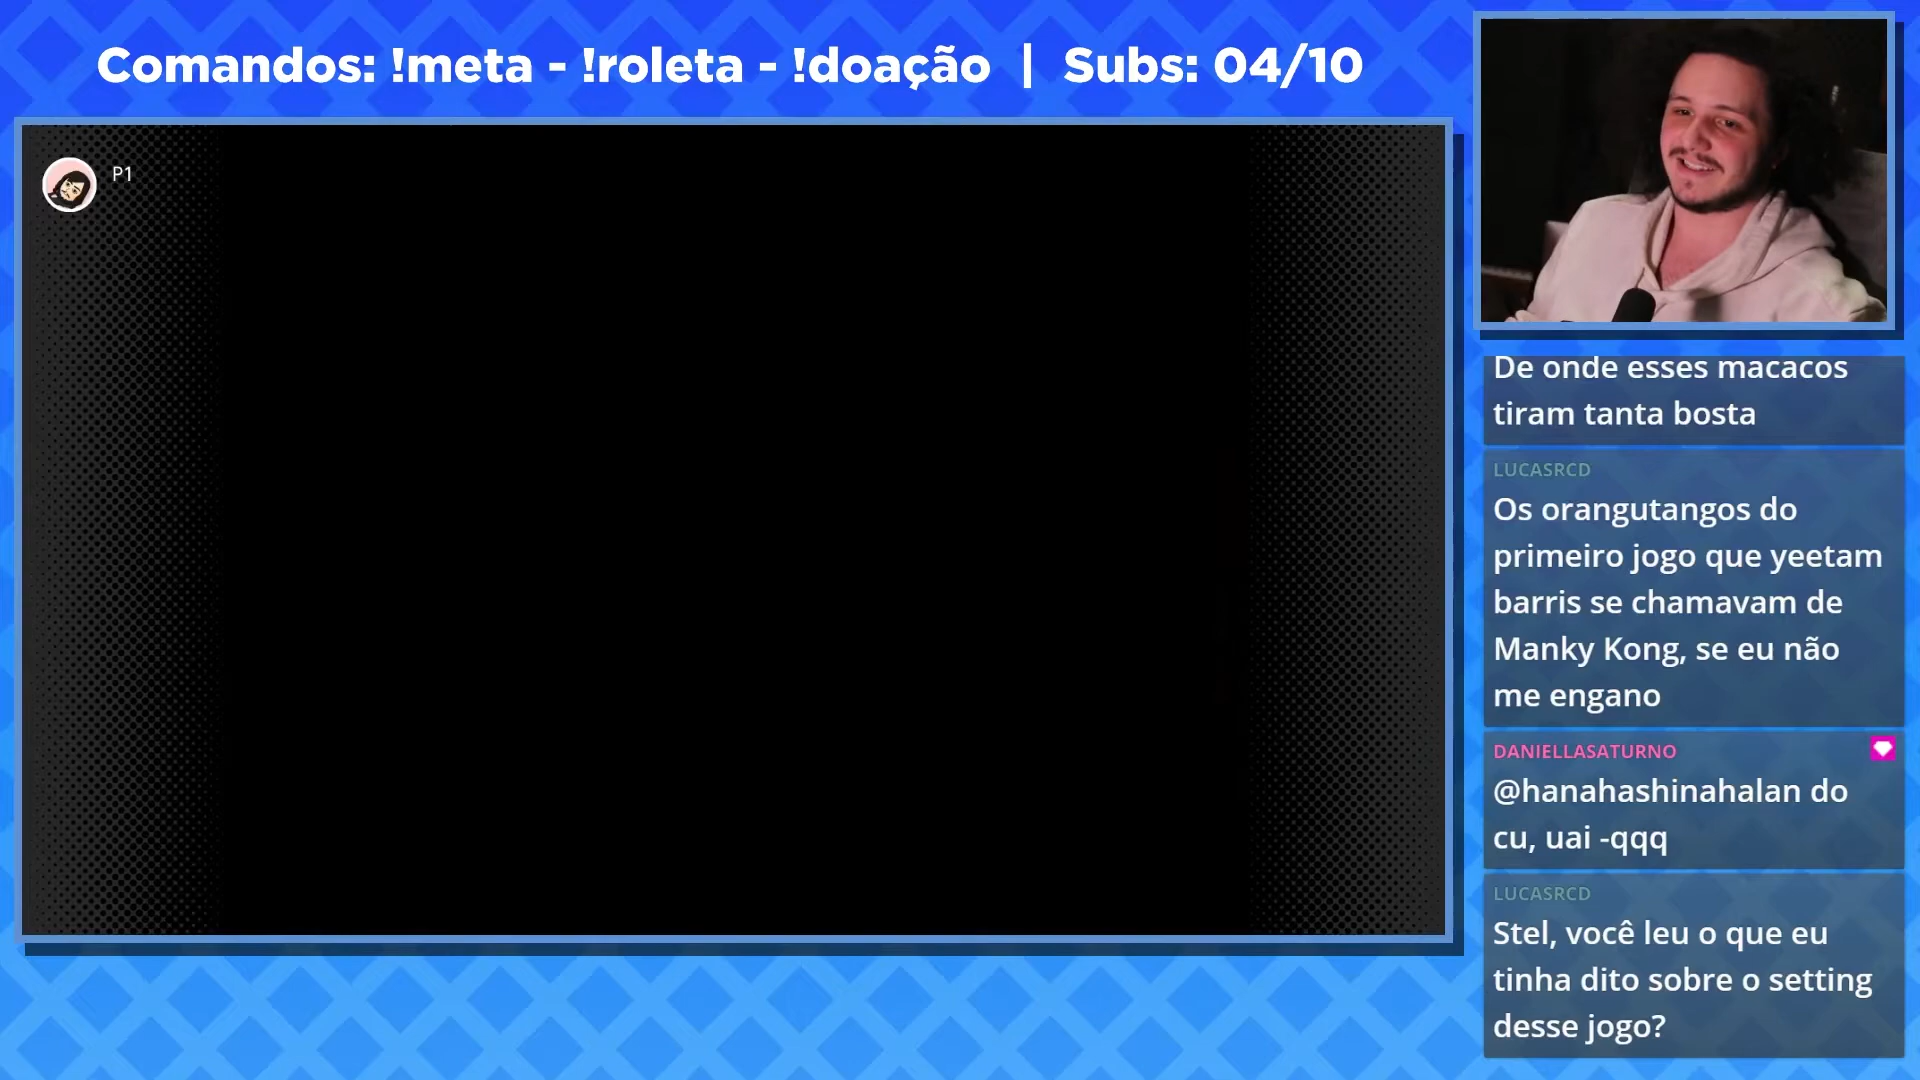 Comandos: !meta - !roleta - !doação | Subs: 04/10
P1
De onde esses macacos
tiram tanta bosta
LUCASRCD
Os orangutangos do
primeiro jogo que yeetam
barris se chamavam de
Manky Kong, se eu não
me engano
DANIELLASATURNO
@hanahashinahalan do
cu, uai -qqq
LUCASRCD
Stel, você leu o que eu
tinha dito sobre o setting
desse jogo?